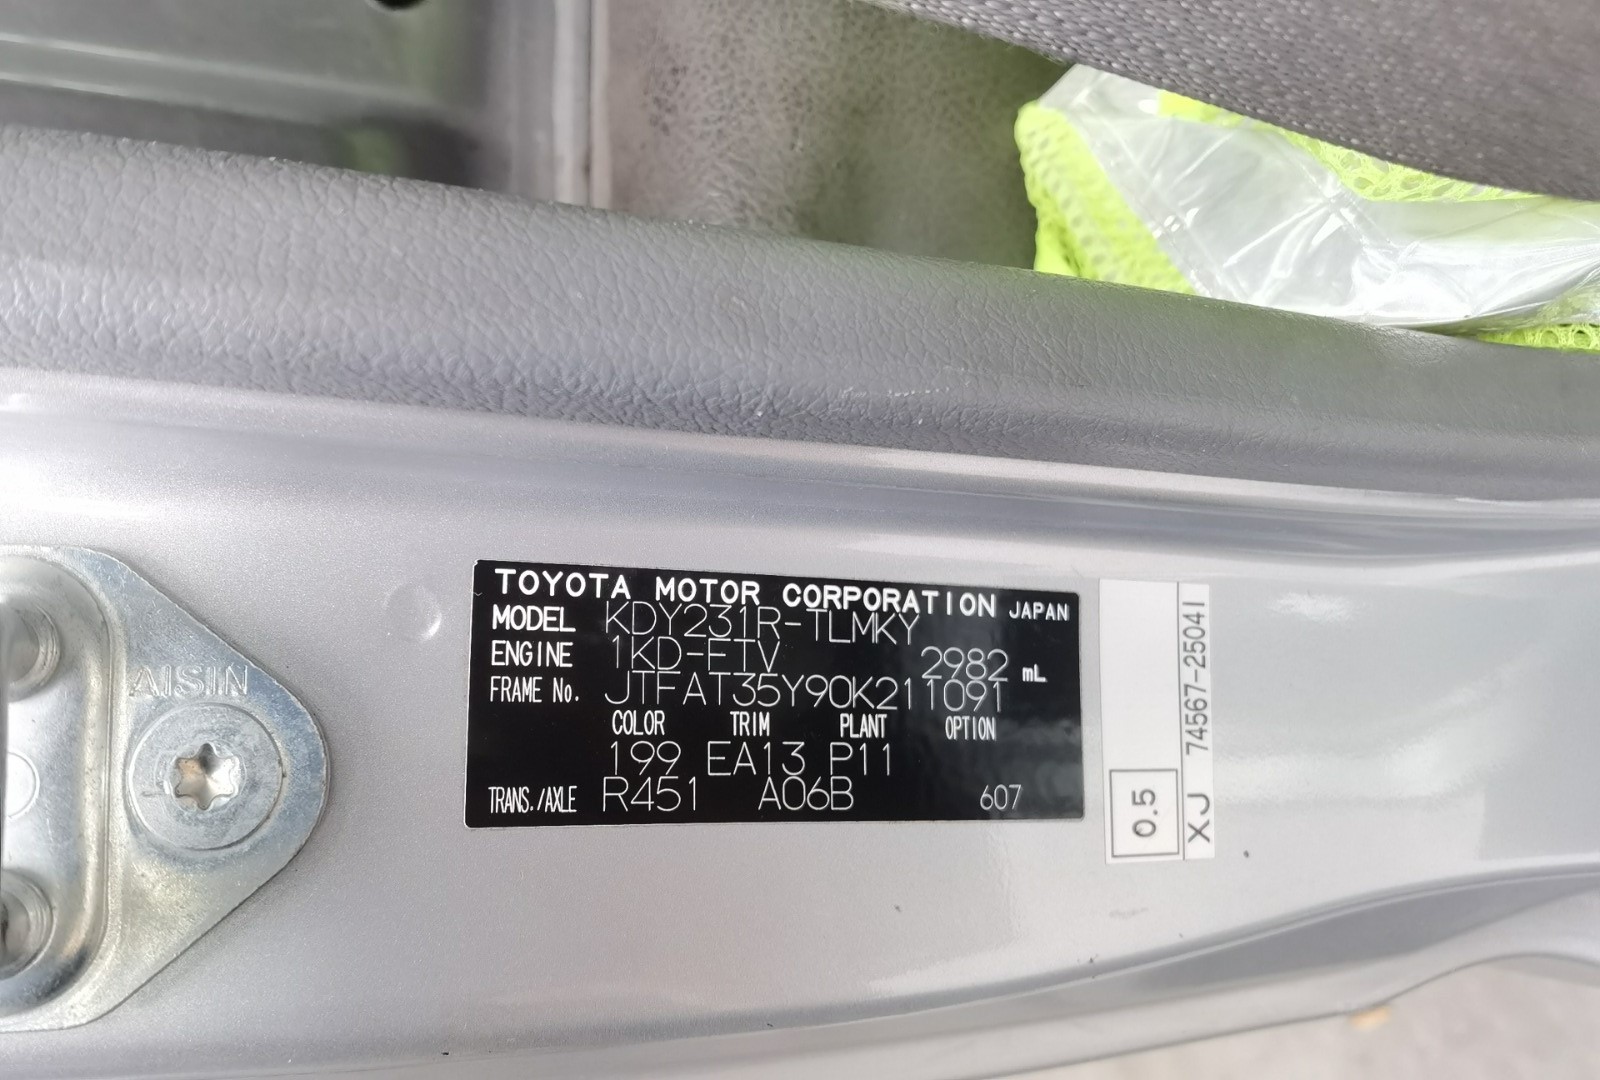 TOYOTA MOTOR CORPORATION JAPAN
MODEL KDY231R-TLMKY
ENGINE 1KD-FTV 2982 mL
FRAME No. JTFAT35Y90K211091
COLOR TRIM PLANT OPTION
199 EA13 P11
TRANS./AXLE R451 A06B 607
0.5
XJ 74567-25041
AISIN